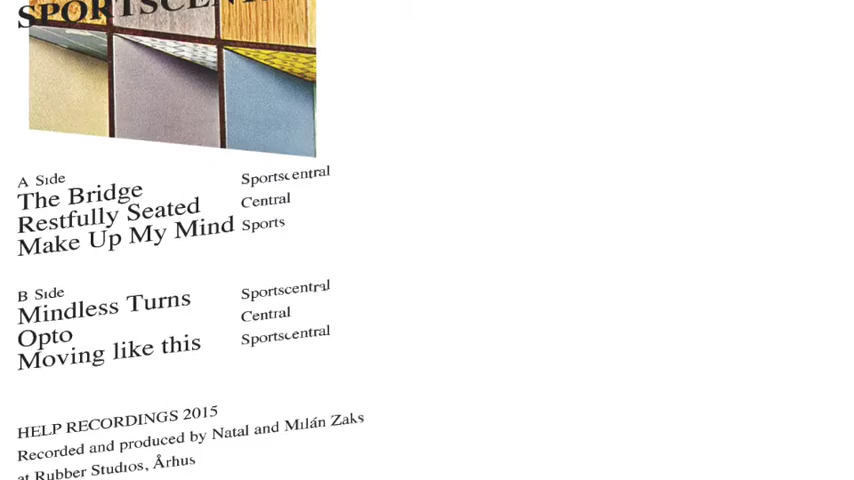 A Side
The Bridge Sportscentral
Restfully Seated Central
Make Up My Mind Sports
B Side
Mindless Turns Sportscentral
Opto Central
Moving like this Sportscentral
HELP RECORDINGS 2015
Recorded and produced by Natal and Milán Zaks
at Rubber Studios, Århus